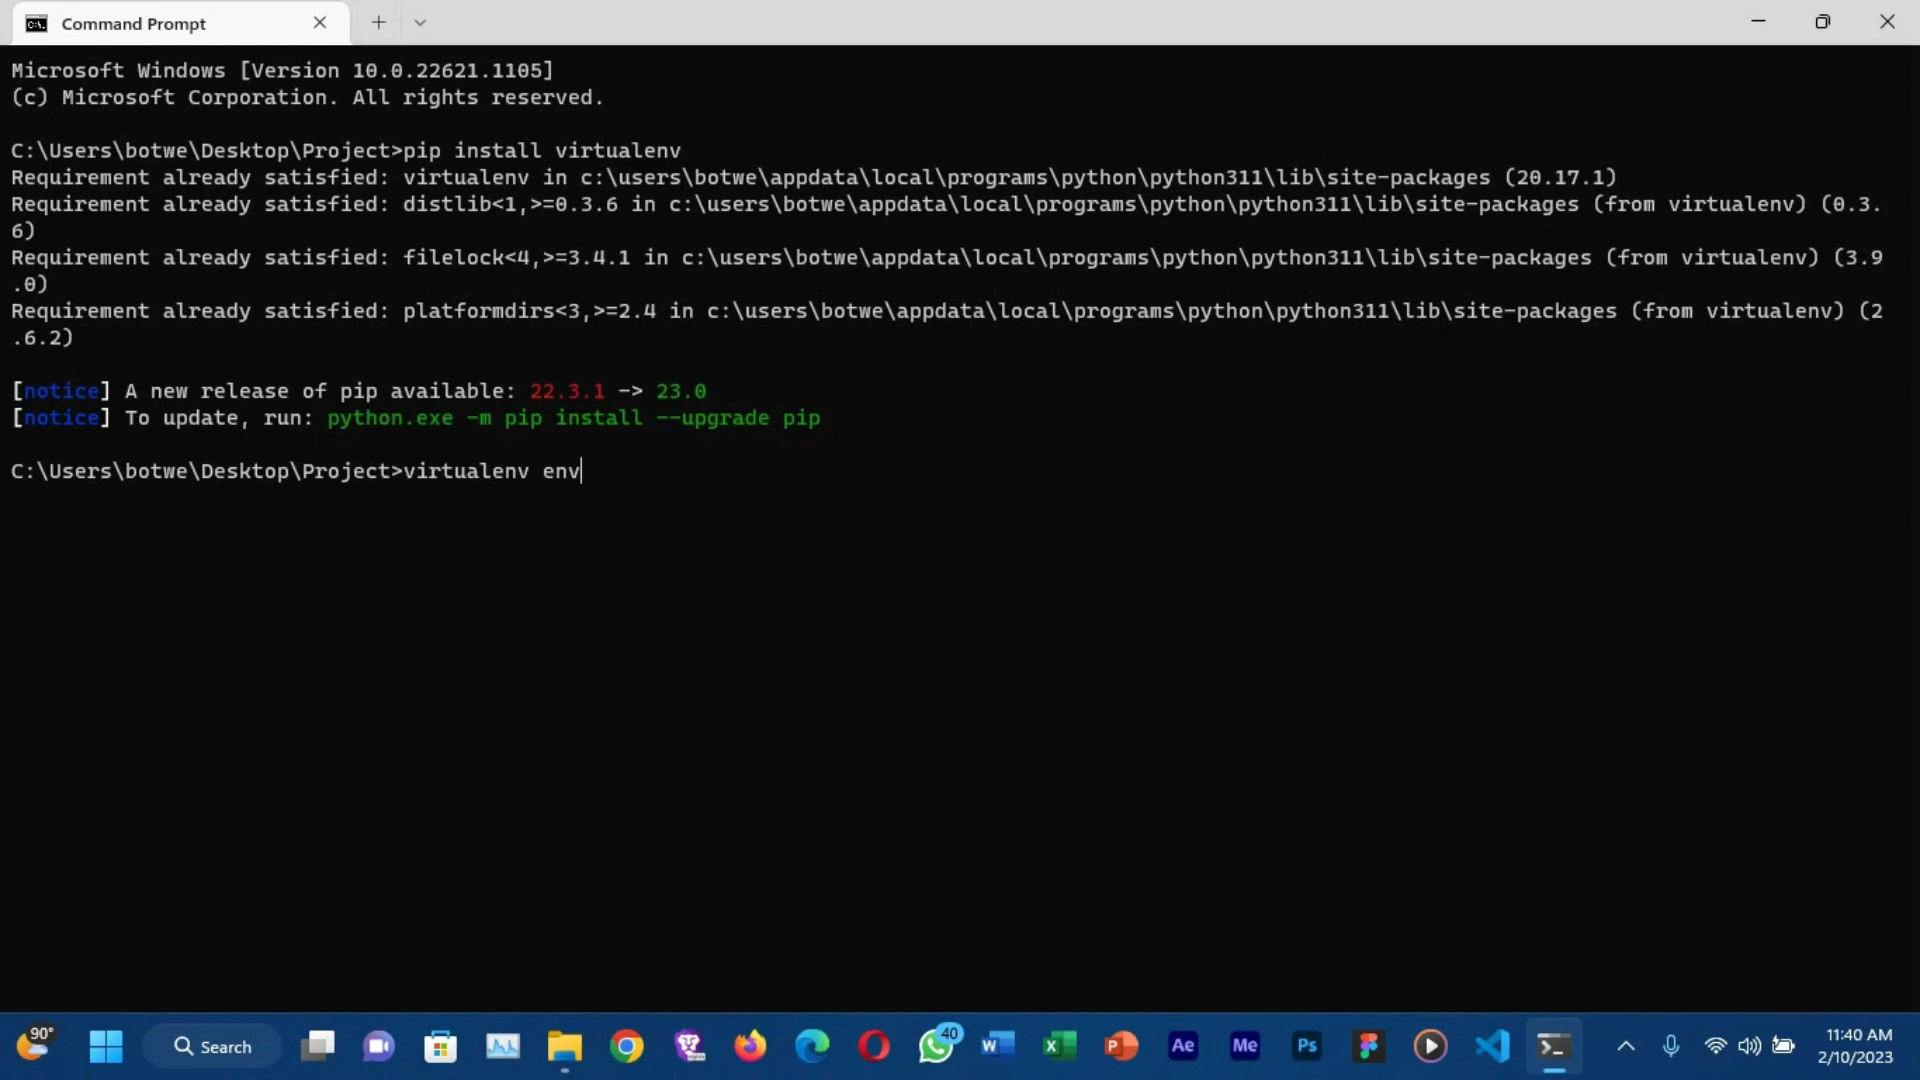 Command Prompt
Microsoft Windows [Version 10.0.22621.1105]
(c) Microsoft Corporation. All rights reserved.
C:\Users\botwe\Desktop\Project>pip install virtualenv
Requirement already satisfied: virtualenv in c:\users\botwe\appdata\local\programs\python\python311\lib\site-packages (20.17.1)
Requirement already satisfied: distlib<1,>=0.3.6 in c:\users\botwe\appdata\local\programs\python\python311\lib\site-packages (from virtualenv) (0.3.
6)
Requirement already satisfied: filelock<4,>=3.4.1 in c:\users\botwe\appdata\local\programs\python\python311\lib\site-packages (from virtualenv) (3.9
.0)
Requirement already satisfied: platformdirs<3,>=2.4 in c:\users\botwe\appdata\local\programs\python\python311\lib\site-packages (from virtualenv) (2
.6.2)
[notice] A new release of pip available: 22.3.1 -> 23.0
[notice] To update, run: python.exe -m pip install --upgrade pip
C:\Users\botwe\Desktop\Project>virtualenv env
90°
Search
40
Ae
Me
Ps
11:40 AM
2/10/2023